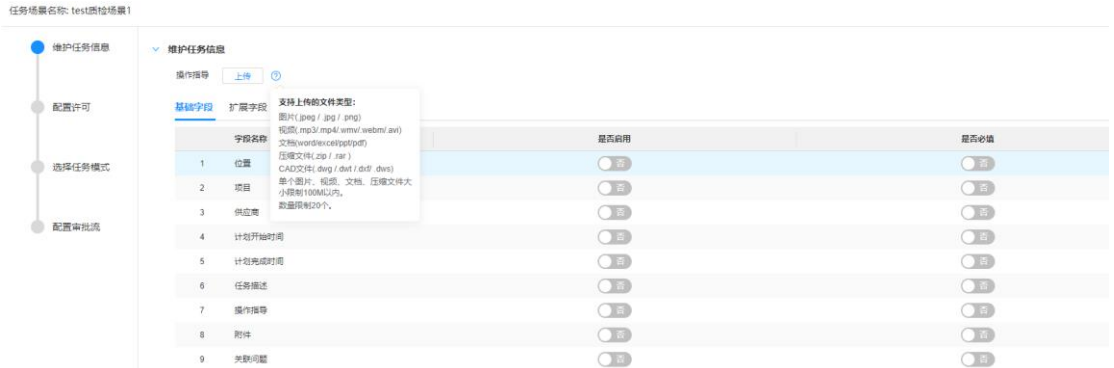 任务场景名称: test质检场景1
维护任务信息
配置许可
选择任务模式
配置审批流
维护任务信息
操作指导 上传
基础字段 扩展字段
支持上传的文件类型:
图片(.jpeg / .jpg / .png)
视频(.mp3/.mp4/.wmv/.webm/.avi)
文档(word/excel/ppt/pdf)
压缩文件(.zip / .rar )
CAD文件(.dwg /.dwt /.dxf/ .dws)
单个图片、视频、文档、压缩文件大
小限制100M以内。
数量限制20个。
字段名称 是否启用 是否必填
1 位置 否 否
2 项目 否 否
3 供应商 否 否
4 计划开始时间 否 否
5 计划完成时间 否 否
6 任务描述 否 否
7 操作指导 否 否
8 附件 否 否
9 关联问题 否 否